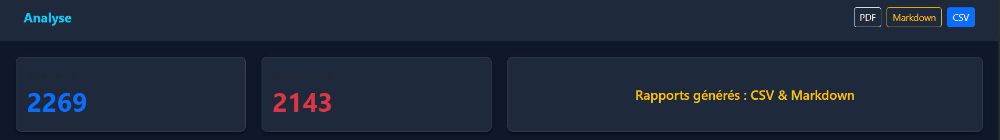 Analyse
PDF
Markdown
CSV
2269
2143
Rapports générés : CSV & Markdown